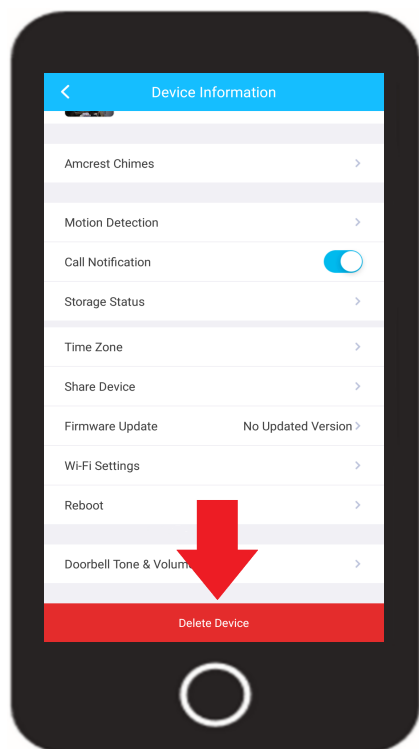 Device Information
Amcrest Chimes
Motion Detection
Call Notification
Storage Status
Time Zone
Share Device
Firmware Update No Updated Version
Wi-Fi Settings
Reboot
Doorbell Tone & Volum
Delete Device